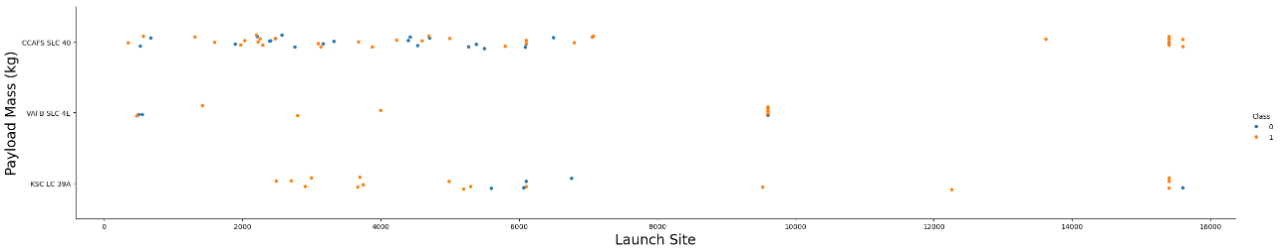 Payload Mass (kg)
CCAFS SLC 40
VAFB SLC 4E
KSC LC 39A
0
2000
4000
6000
8000
10000
12000
14000
16000
Launch Site
Class
0
1